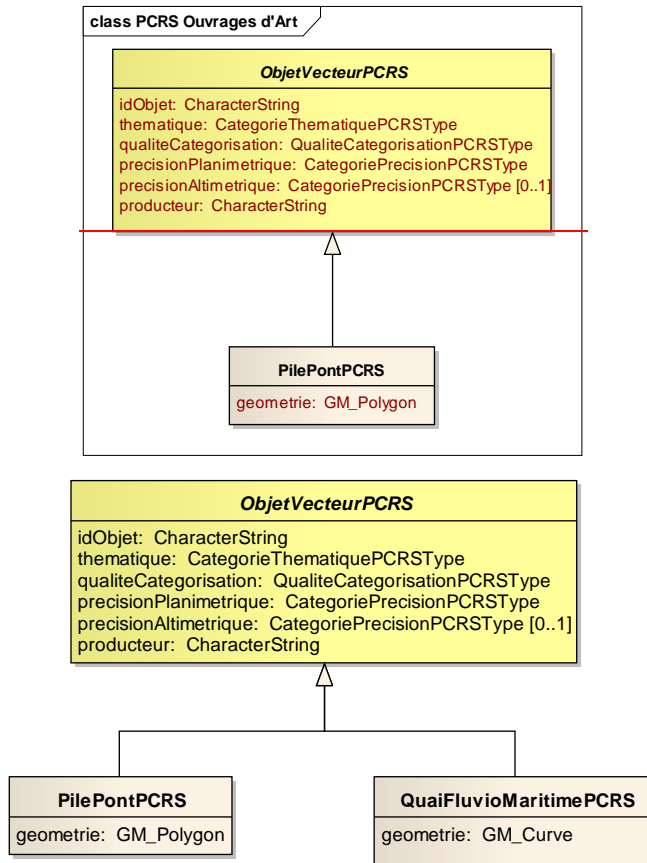 class PCRS Ouvrages d'Art
ObjetVecteurPCRS
idObjet: CharacterString
thematique: CategorieThematiquePCRSType
qualiteCategorisation: QualiteCategorisationPCRSType
precisionPlanimetrique: CategoriePrecisionPCRSType
precisionAltimetrique: CategoriePrecisionPCRSType [0..1]
producteur: CharacterString
PilePontPCRS
geometrie: GM_Polygon
ObjetVecteurPCRS
idObjet: CharacterString
thematique: CategorieThematiquePCRSType
qualiteCategorisation: QualiteCategorisationPCRSType
precisionPlanimetrique: CategoriePrecisionPCRSType
precisionAltimetrique: CategoriePrecisionPCRSType [0..1]
producteur: CharacterString
PilePontPCRS
geometrie: GM_Polygon
QuaiFluvioMaritimePCRS
geometrie: GM_Curve